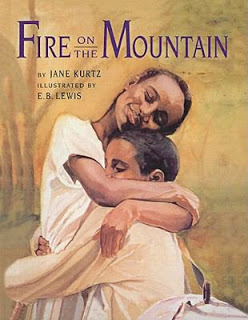 FIRE ON THE MOUNTAIN
BY JANE KURTZ
ILLUSTRATED BY
E.B. LEWIS